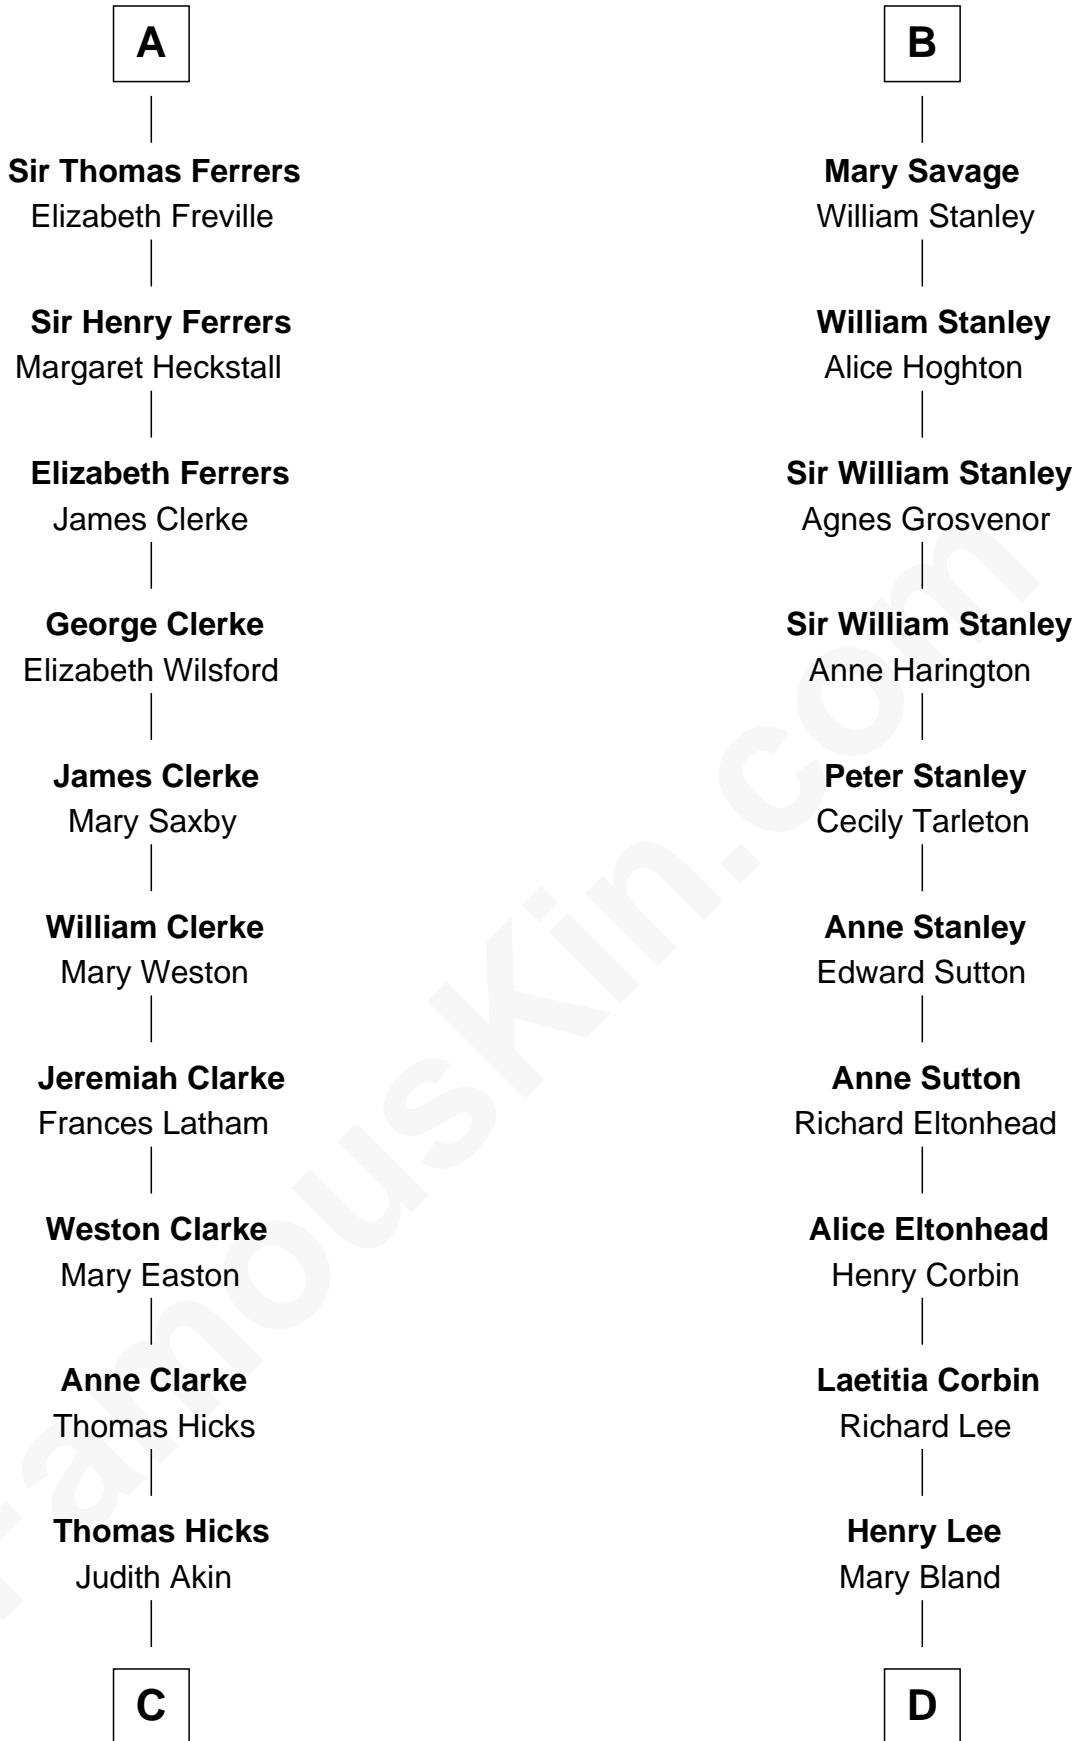 A
Sir Thomas Ferrers
Elizabeth Freville
Sir Henry Ferrers
Margaret Heckstall
Elizabeth Ferrers
James Clerke
George Clerke
Elizabeth Wilsford
James Clerke
Mary Saxby
William Clerke
Mary Weston
Jeremiah Clarke
Frances Latham
Weston Clarke
Mary Easton
Anne Clarke
Thomas Hicks
Thomas Hicks
Judith Akin
C
B
Mary Savage
William Stanley
William Stanley
Alice Hoghton
Sir William Stanley
Agnes Grosvenor
Sir William Stanley
Anne Harington
Peter Stanley
Cecily Tarleton
Anne Stanley
Edward Sutton
Anne Sutton
Richard Eltonhead
Alice Eltonhead
Henry Corbin
Laetitia Corbin
Richard Lee
Henry Lee
Mary Bland
D
FamousKin.com